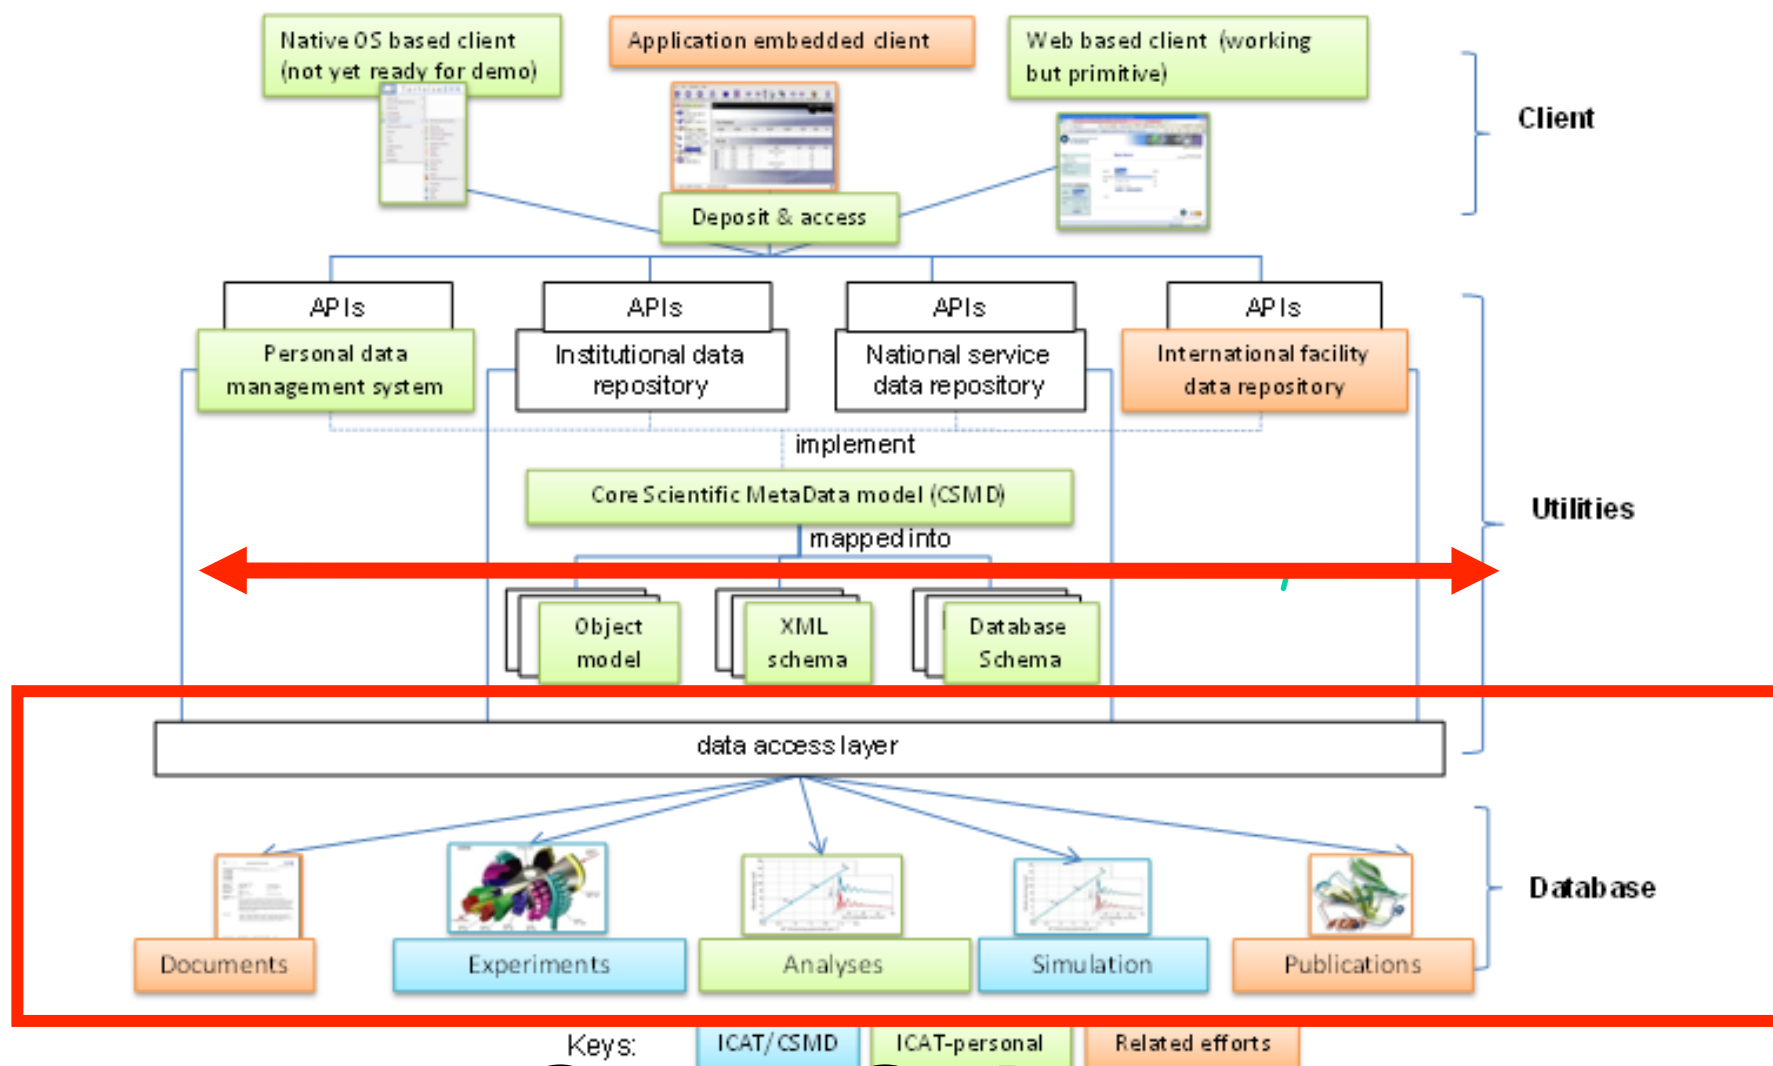 Native OS based client
(not yet ready for demo)
Application embedded client
Web based client (working
but primitive)
Client
Deposit & access
APIs
APIs
APIs
APIs
Personal data
management system
Institutional data
repository
National service
data repository
International facility
data repository
implement
Core Scientific MetaData model (CSMD)
Utilities
mapped into
Object
model
XML
schema
Database
Schema
data access layer
Database
Documents
Experiments
Analyses
Simulation
Publications
Keys:
ICAT/CSMD
ICAT-personal
Related efforts